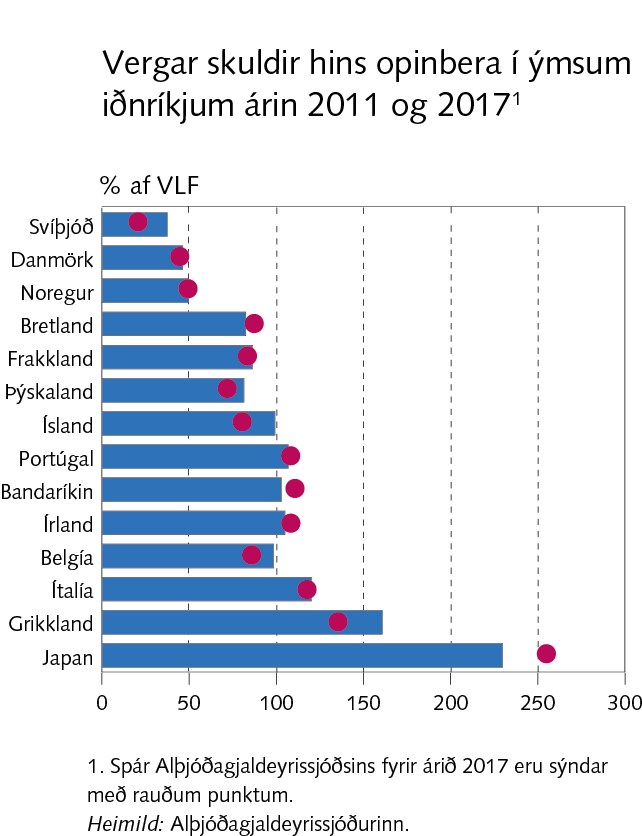 Vergar skuldir hins opinbera í ýmsum
iðnríkjum árin 2011 og 2017¹
% af VLF
Svíþjóð
Danmörk
Noregur
Bretland
Frakkland
Þýskaland
Ísland
Portúgal
Bandaríkin
Írland
Belgía
Ítalía
Grikkland
Japan
0 50 100 150 200 250 300
1. Spár Alþjóðagjaldeyrissjóðsins fyrir árið 2017 eru sýndar
með rauðum punktum.
Heimild: Alþjóðagjaldeyrissjóðurinn.